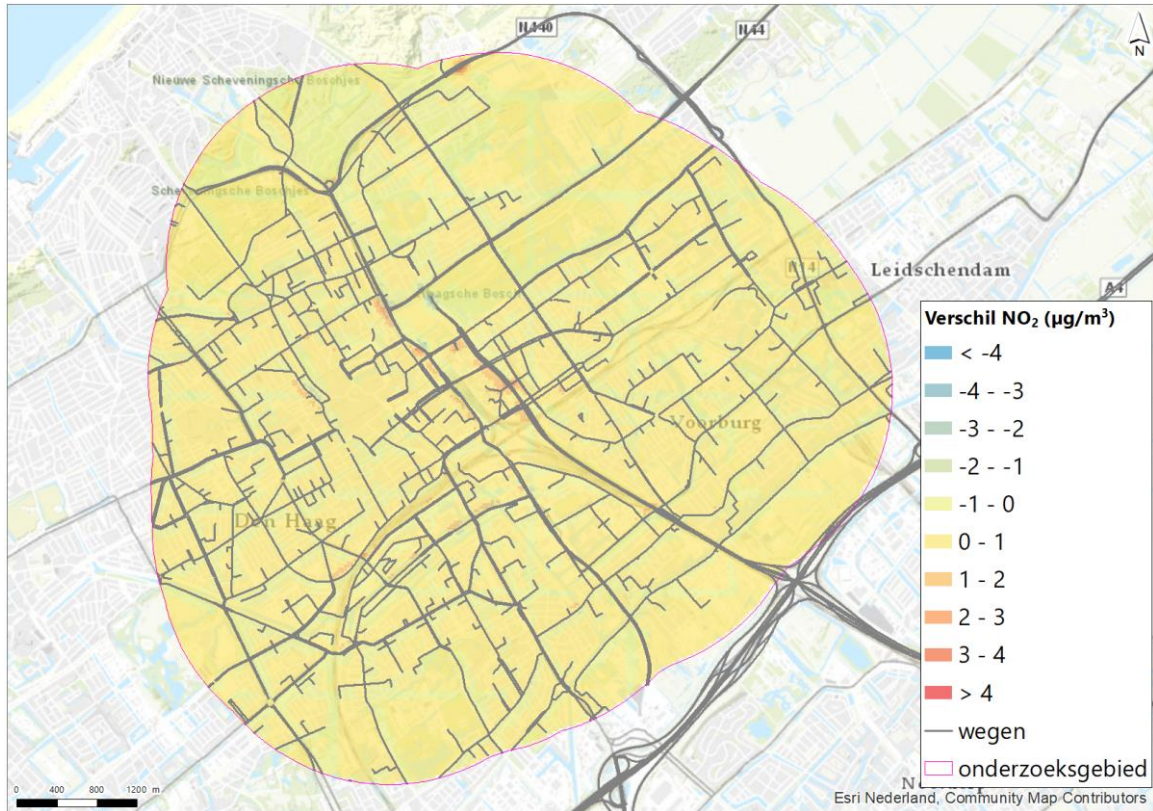 N440
N44
N
Nieuwe Scheveningsche Boschjes
Scheveningsche Boschjes
N14
Leidschendam
A4
Haagsche Bosch
Voorburg
Den Haag
Verschil NO₂ (µg/m³)
< -4
-4 - -3
-3 - -2
-2 - -1
-1 - 0
0 - 1
1 - 2
2 - 3
3 - 4
> 4
wegen
onderzoeksgebied
0 400 800 1200 m
Esri Nederland, Community Map Contributors